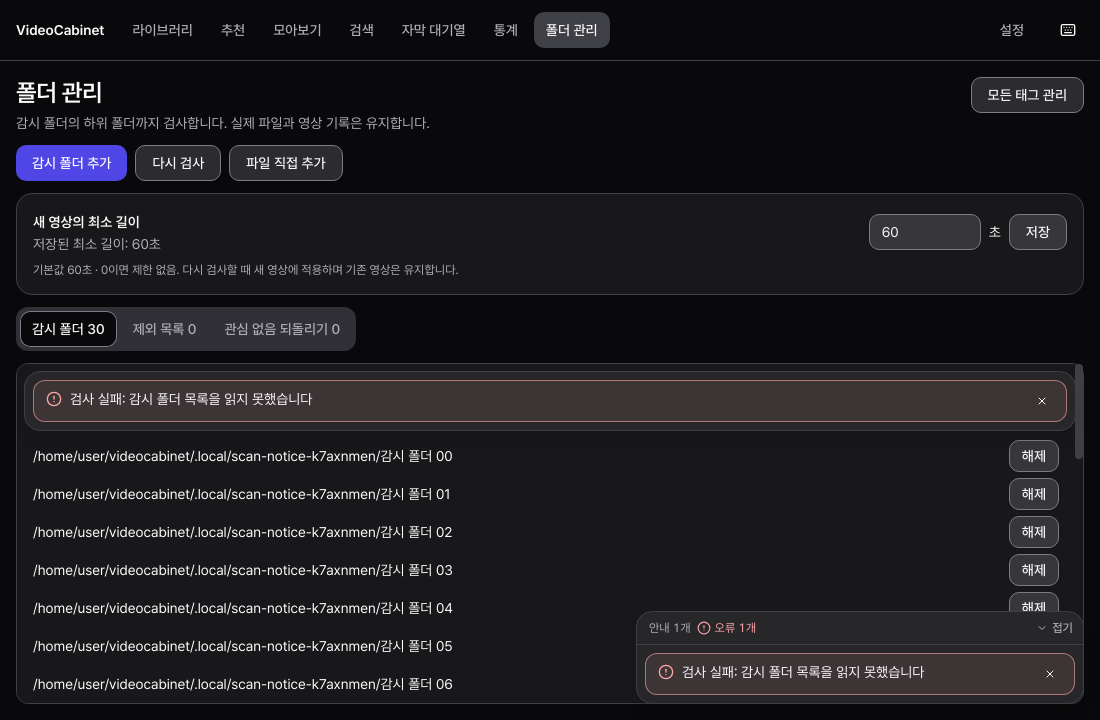 VideoCabinet 라이브러리 추천 모아보기 검색 자막 대기열 통계 폴더 관리 설정
폴더 관리
모든 태그 관리
감시 폴더의 하위 폴더까지 검사합니다. 실제 파일과 영상 기록은 유지합니다.
감시 폴더 추가 다시 검사 파일 직접 추가
새 영상의 최소 길이
저장된 최소 길이: 60초
60 초 저장
기본값 60초 · 0이면 제한 없음. 다시 검사할 때 새 영상에 적용하며 기존 영상은 유지합니다.
감시 폴더 30 제외 목록 0 관심 없음 되돌리기 0
검사 실패: 감시 폴더 목록을 읽지 못했습니다
/home/user/videocabinet/.local/scan-notice-k7axnmen/감시 폴더 00 해제
/home/user/videocabinet/.local/scan-notice-k7axnmen/감시 폴더 01 해제
/home/user/videocabinet/.local/scan-notice-k7axnmen/감시 폴더 02 해제
/home/user/videocabinet/.local/scan-notice-k7axnmen/감시 폴더 03 해제
/home/user/videocabinet/.local/scan-notice-k7axnmen/감시 폴더 04 해제
/home/user/videocabinet/.local/scan-notice-k7axnmen/감시 폴더 05
/home/user/videocabinet/.local/scan-notice-k7axnmen/감시 폴더 06
안내 1개 오류 1개 접기
검사 실패: 감시 폴더 목록을 읽지 못했습니다